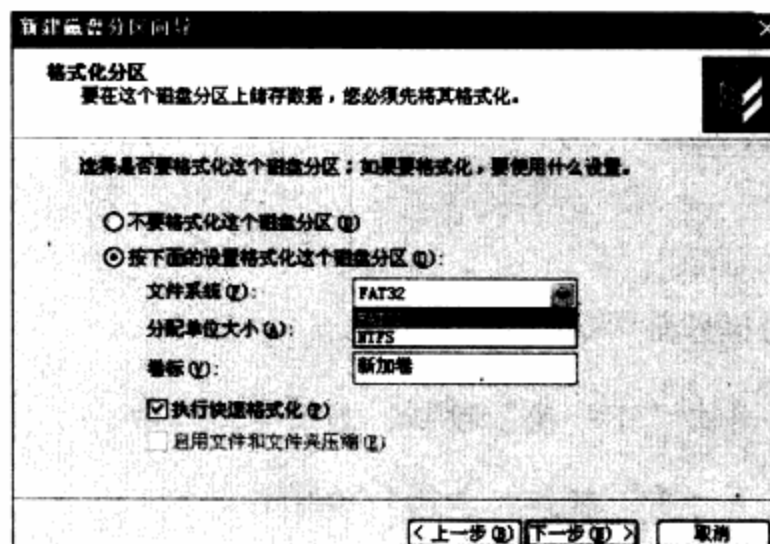 新建磁盘分区向导
格式化分区
要在这个磁盘分区上储存数据，您必须先将其格式化。
选择是否要格式化这个磁盘分区；如果要格式化，要使用什么设置。
不要格式化这个磁盘分区(D)
按下面的设置格式化这个磁盘分区(O):
文件系统(F):
FAT32
分配单位大小(A):
NTFS
卷标(V):
新加卷
执行快速格式化(P)
启用文件和文件夹压缩(E)
< 上一步(B)
下一步(N) >
取消